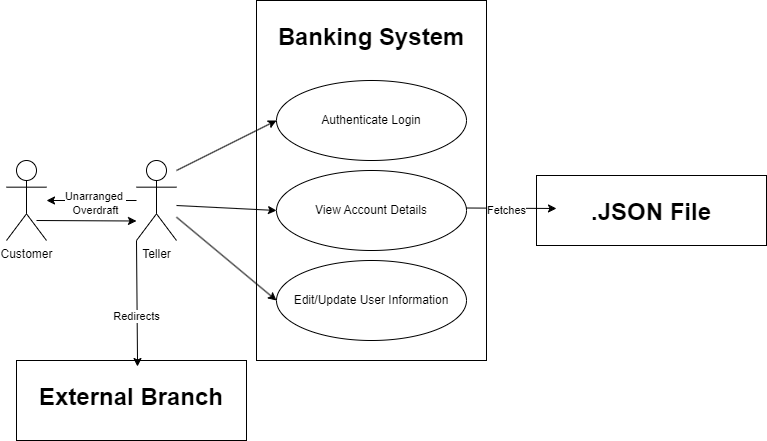 Banking System
Authenticate Login
Unarranged
Overdraft
View Account Details
Fetches
.JSON File
Customer
Teller
Edit/Update User Information
Redirects
External Branch